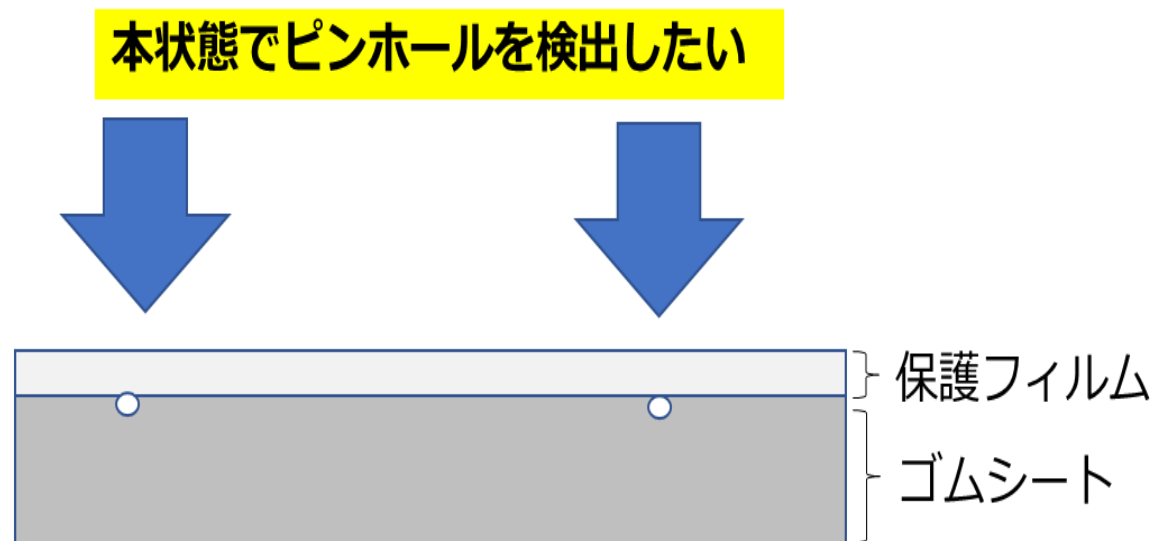 本状態でピンホールを検出したい
保護フィルム
ゴムシート